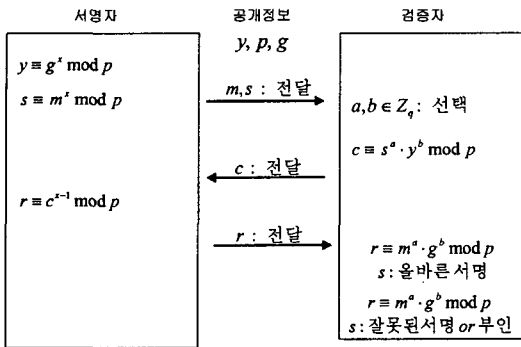 서명자
공개정보
검증자
y, p, g
y ≡ g^x mod p
s ≡ m^x mod p
m,s : 전달
a,b ∈ Z_q : 선택
c ≡ s^a · y^b mod p
c : 전달
r ≡ c^{x-1} mod p
r : 전달
r ≡ m^a · g^b mod p
s : 올바른 서명
r ≡ m^a · g^b mod p
s : 잘못된서명 or 부인